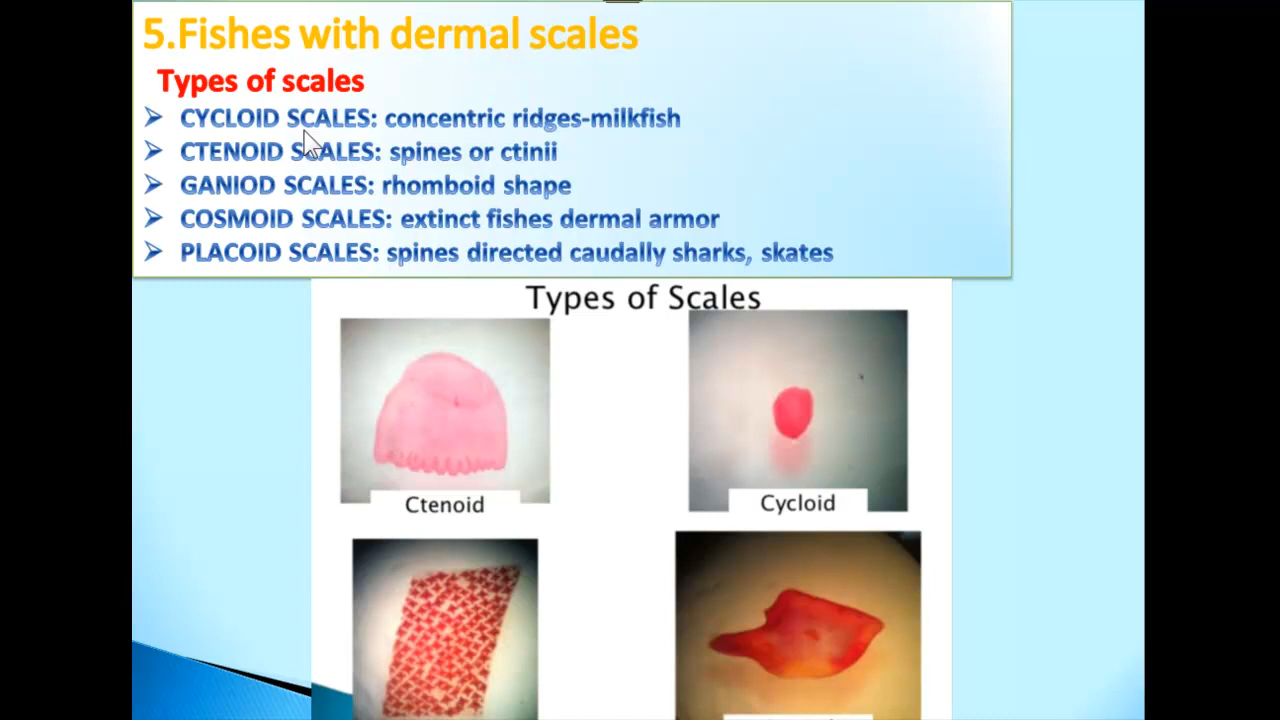 5.Fishes with dermal scales
Types of scales
CYCLOID SCALES: concentric ridges-milkfish
CTENOID SCALES: spines or ctinii
GANIOD SCALES: rhomboid shape
COSMOID SCALES: extinct fishes dermal armor
PLACOID SCALES: spines directed caudally sharks, skates
Types of Scales
Ctenoid
Cycloid